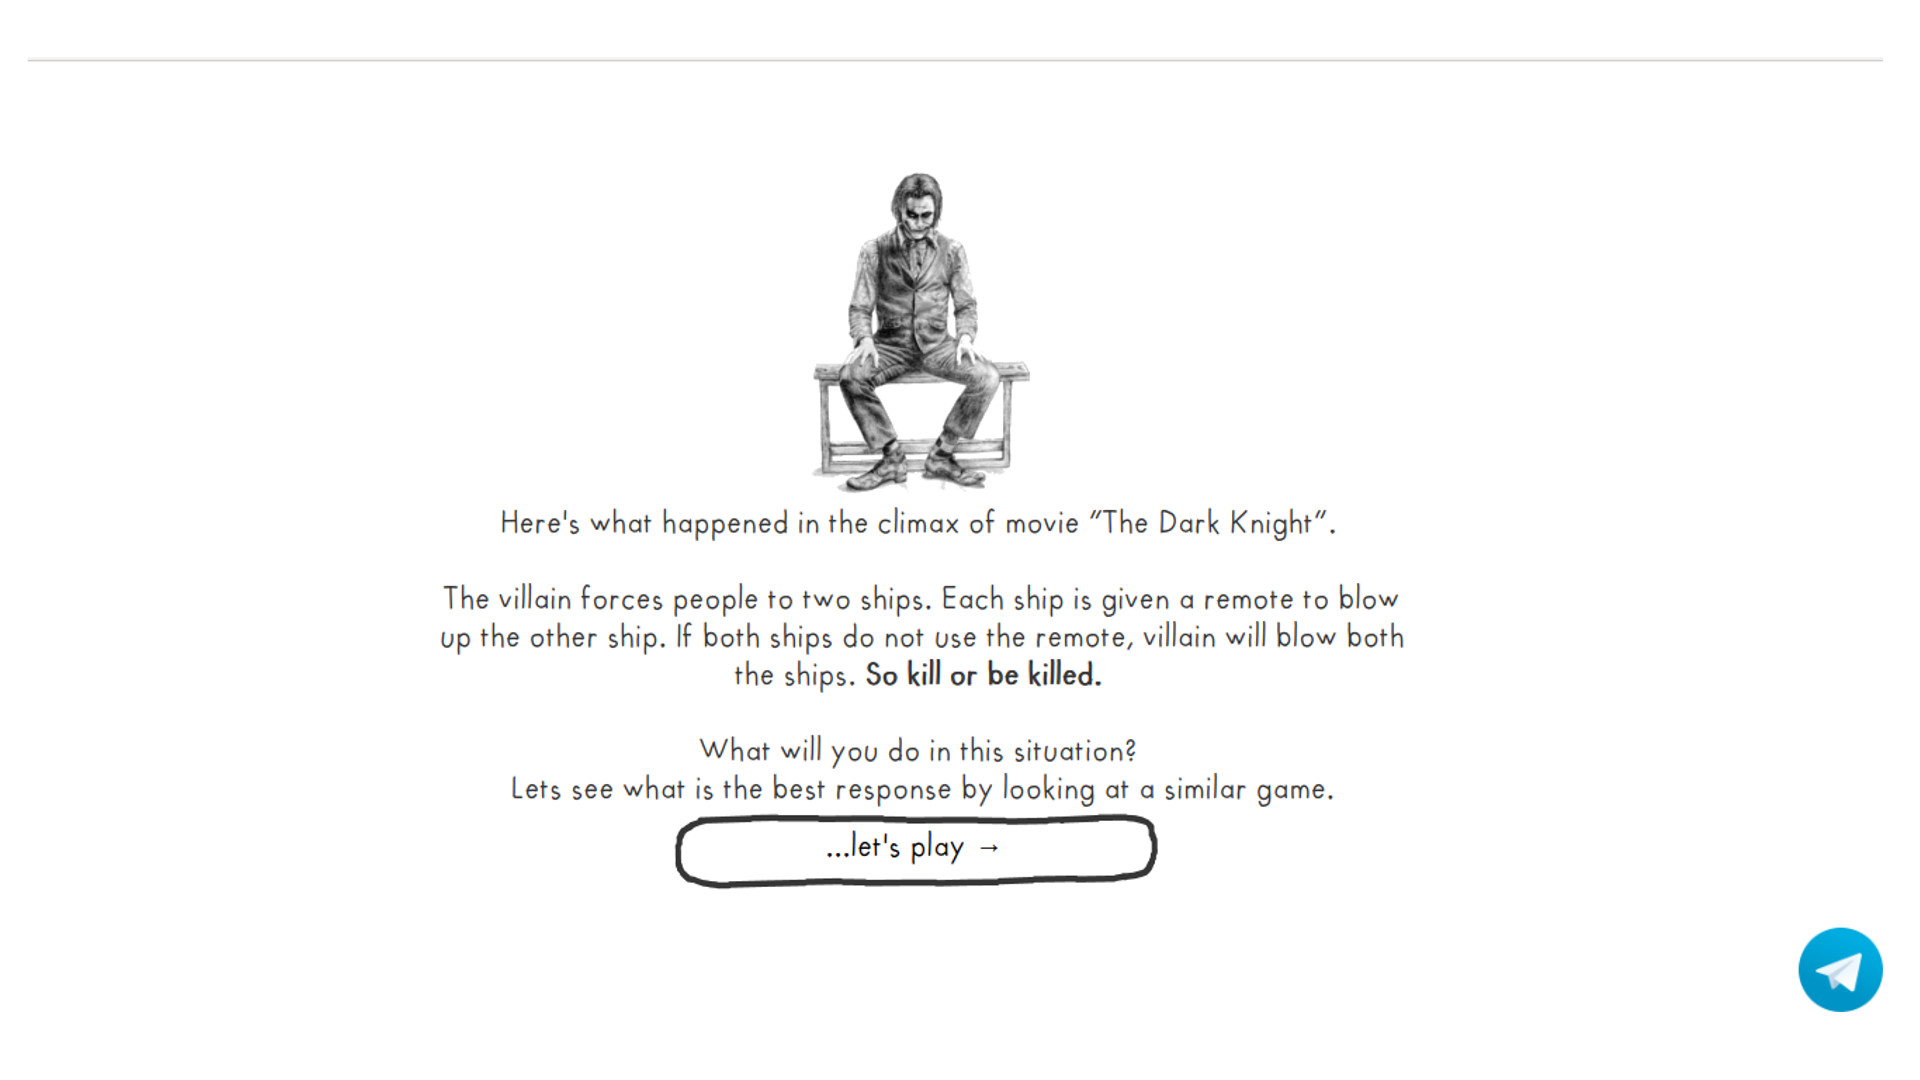 Here's what happened in the climax of movie "The Dark Knight".
The villain forces people to two ships. Each ship is given a remote to blow
up the other ship. If both ships do not use the remote, villain will blow both
the ships. So kill or be killed.
What will you do in this situation?
Lets see what is the best response by looking at a similar game.
...let's play →